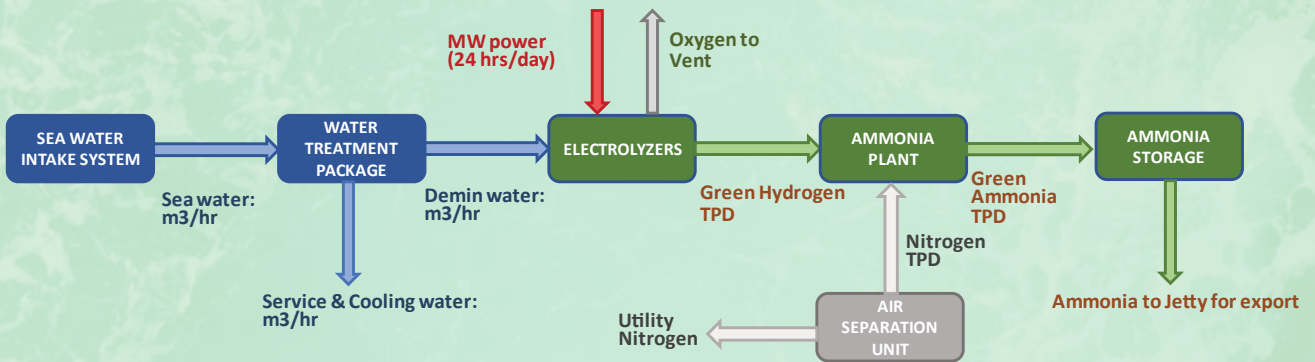 MW power
(24 hrs/day)
Oxygen to
Vent
SEA WATER
INTAKE SYSTEM
WATER
TREATMENT
PACKAGE
ELECTROLYZERS
AMMONIA
PLANT
AMMONIA
STORAGE
Sea water:
m3/hr
Demin water:
m3/hr
Green Hydrogen
TPD
Green
Ammonia
TPD
Nitrogen
TPD
Service & Cooling water:
m3/hr
Utility
Nitrogen
AIR
SEPARATION
UNIT
Ammonia to Jetty for export